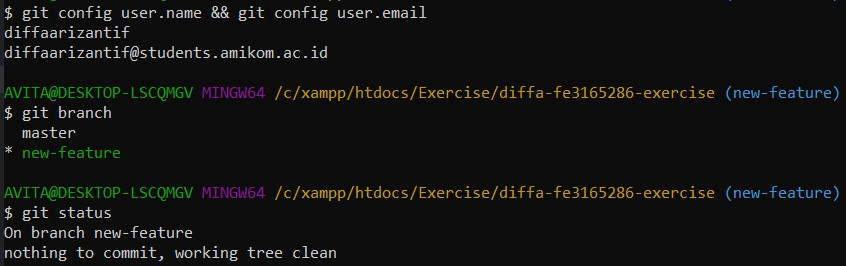 $ git config user.name && git config user.email
diffaarizantif
diffaarizantif@students.amikom.ac.id
AVITA@DESKTOP-LSCQMGV MINGW64 /c/xampp/htdocs/Exercise/diffa-fe3165286-exercise (new-feature)
$ git branch
  master
* new-feature
AVITA@DESKTOP-LSCQMGV MINGW64 /c/xampp/htdocs/Exercise/diffa-fe3165286-exercise (new-feature)
$ git status
On branch new-feature
nothing to commit, working tree clean